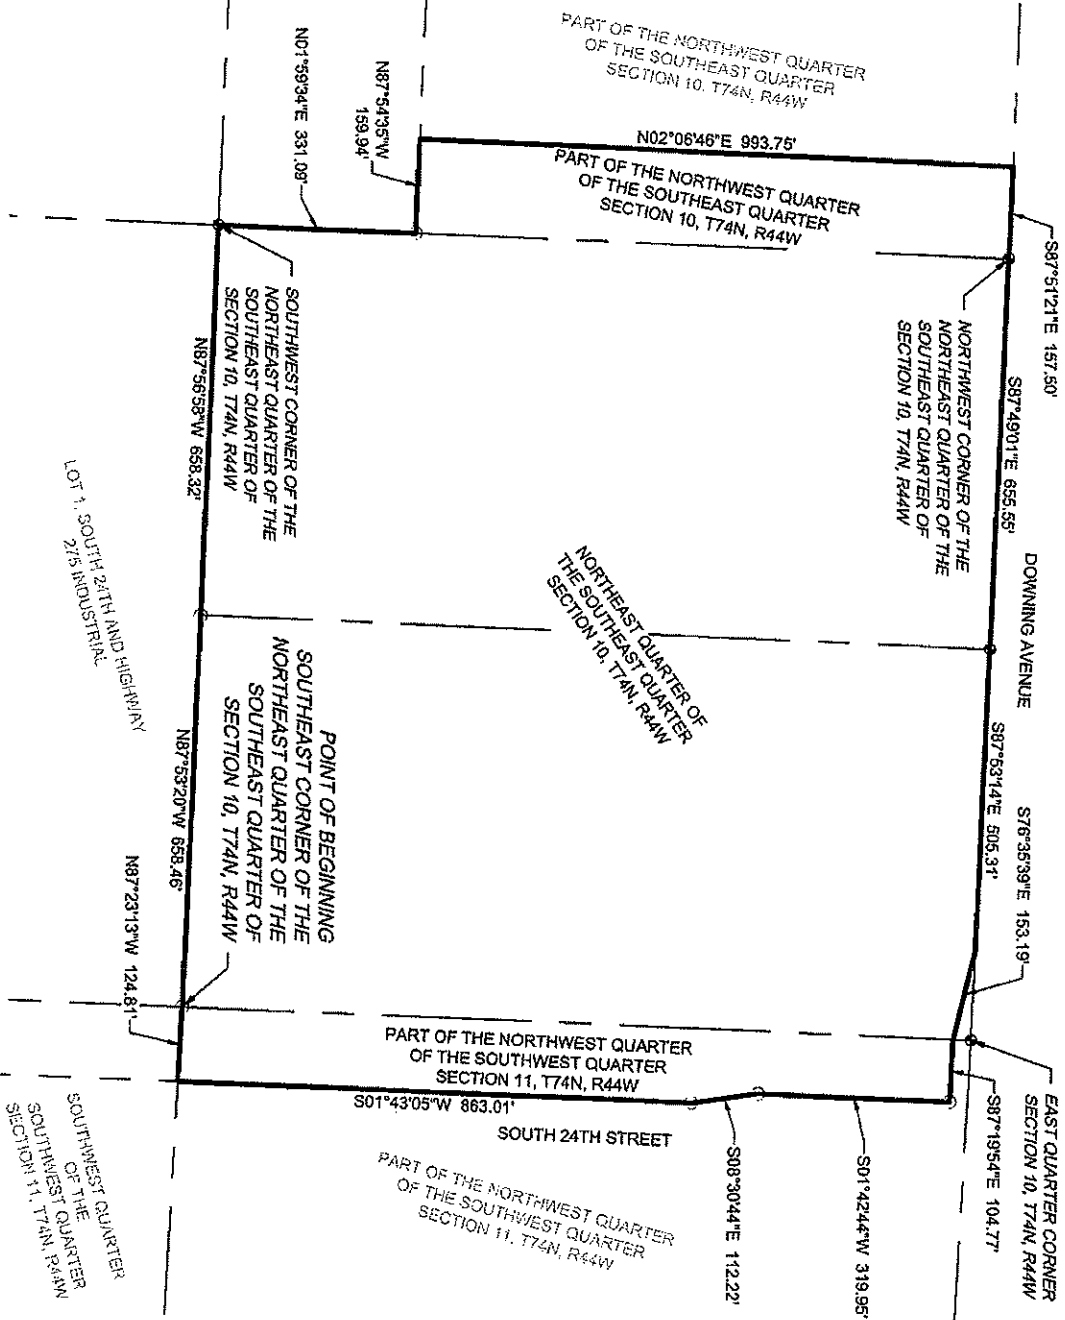 PART OF THE NORTHWEST QUARTER
OF THE SOUTHEAST QUARTER
SECTION 10, T74N, R44W
N02°06'46"E 993.75'
PART OF THE NORTHWEST QUARTER
OF THE SOUTHEAST QUARTER
SECTION 10, T74N, R44W
N87°54'35"W
159.94'
N01°59'34"E 331.09'
S87°51'21"E 157.50'
S87°49'01"E 655.55'
NORTHWEST CORNER OF THE
NORTHEAST QUARTER OF THE
SOUTHEAST QUARTER OF
SECTION 10, T74N, R44W
DOWNING AVENUE
S87°53'14"E 505.31'
S76°35'39"E 153.19'
EAST QUARTER CORNER
SECTION 10, T74N, R44W
S87°19'54"E 104.77'
SOUTHWEST CORNER OF THE
NORTHEAST QUARTER OF THE
SOUTHEAST QUARTER OF
SECTION 10, T74N, R44W
N87°56'58"W 658.32'
NORTHEAST QUARTER OF
THE SOUTHEAST QUARTER
SECTION 10, T74N, R44W
LOT 1, SOUTH 24TH AND HIGHWAY
275 INDUSTRIAL
POINT OF BEGINNING
SOUTHEAST CORNER OF THE
NORTHEAST QUARTER OF THE
SOUTHEAST QUARTER OF
SECTION 10, T74N, R44W
N87°53'20"W 658.46'
N87°23'13"W 124.81'
PART OF THE NORTHWEST QUARTER
OF THE SOUTHWEST QUARTER
SECTION 11, T74N, R44W
S01°43'05"W 863.01'
SOUTH 24TH STREET
S08°30'44"E 112.22'
S01°42'44"W 319.95'
PART OF THE NORTHWEST QUARTER
OF THE SOUTHWEST QUARTER
SECTION 11, T74N, R44W
SOUTHWEST QUARTER
OF THE
SOUTHWEST QUARTER
SECTION 11, T74N, R44W